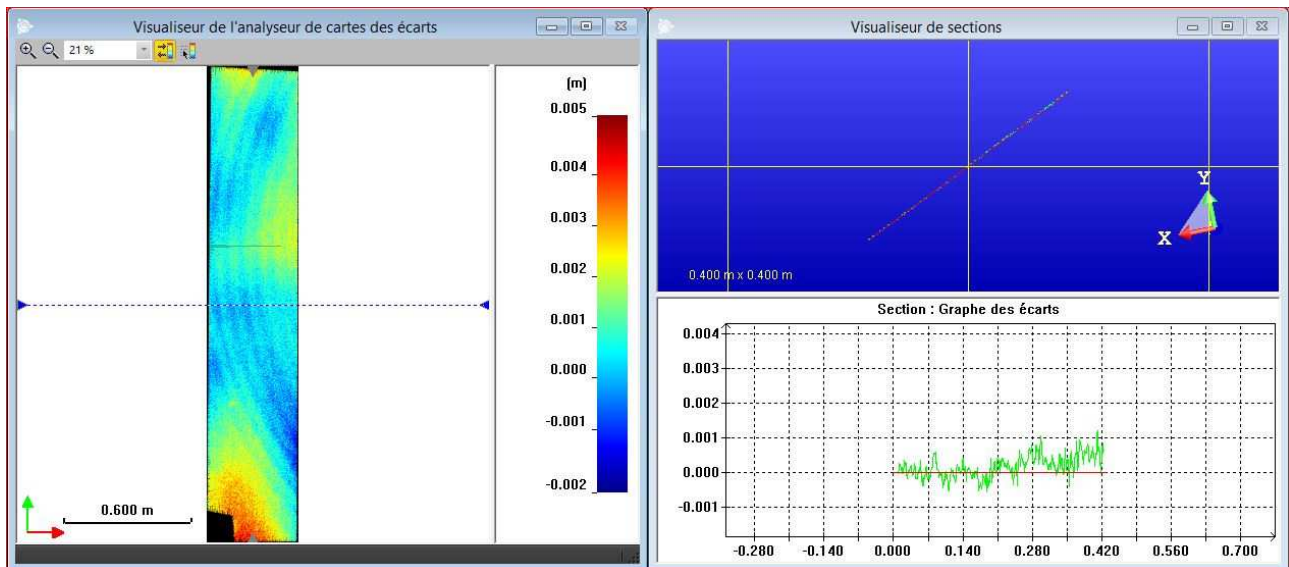 Visualiseur de l'analyseur de cartes des écarts
21 %
(m)
0.005
0.004
0.003
0.002
0.001
0.000
-0.001
-0.002
0.600 m
Visualiseur de sections
Y
X
0.400 m x 0.400 m
Section : Graphe des écarts
0.004
0.003
0.002
0.001
0.000
-0.001
-0.280 -0.140 0.000 0.140 0.280 0.420 0.560 0.700